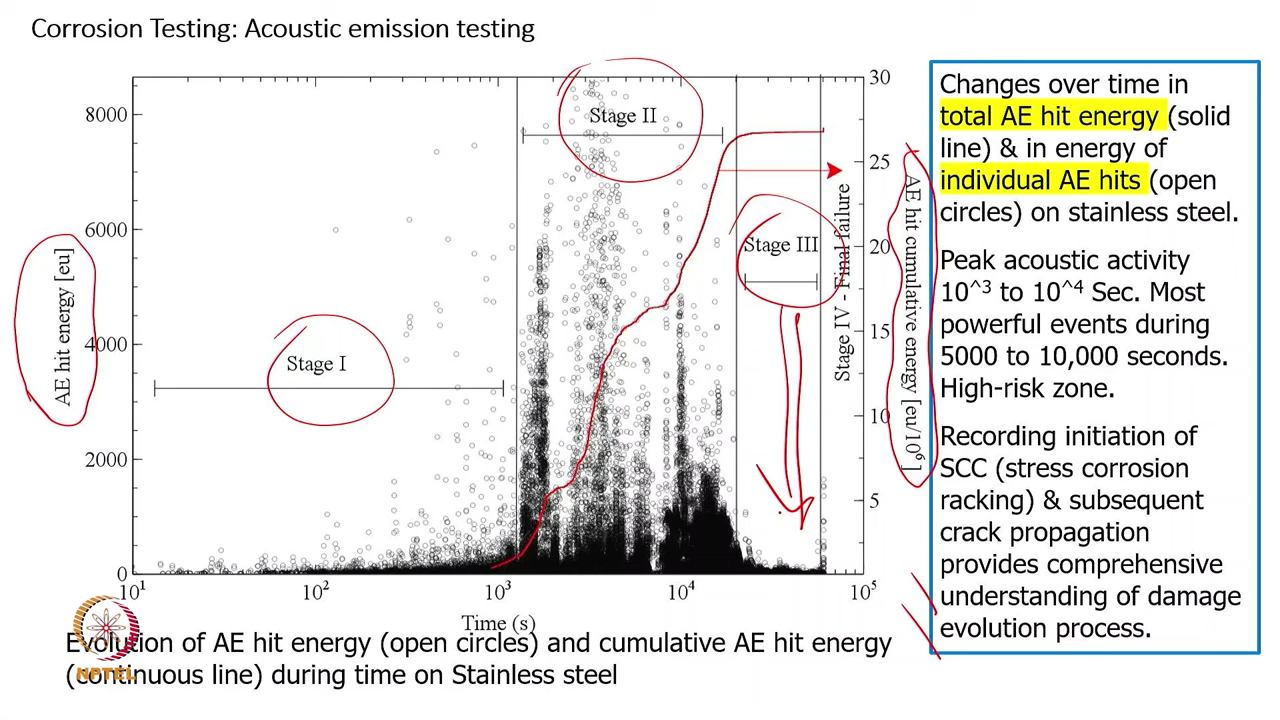 Corrosion Testing: Acoustic emission testing
AE hit energy [eu]
8000
6000
4000
2000
0
Stage I
Stage II
Stage III
Stage IV - Final failure
30
25
20
15
10
5
AE hit cumulative energy [eu/10^6]
10^1
10^2
10^3
10^4
10^5
Time (s)
Evolution of AE hit energy (open circles) and cumulative AE hit energy
(continuous line) during time on Stainless steel
NPTEL
Changes over time in
total AE hit energy (solid
line) & in energy of
individual AE hits (open
circles) on stainless steel.
Peak acoustic activity
10^3 to 10^4 Sec. Most
powerful events during
5000 to 10,000 seconds.
High-risk zone.
Recording initiation of
SCC (stress corrosion
racking) & subsequent
crack propagation
provides comprehensive
understanding of damage
evolution process.